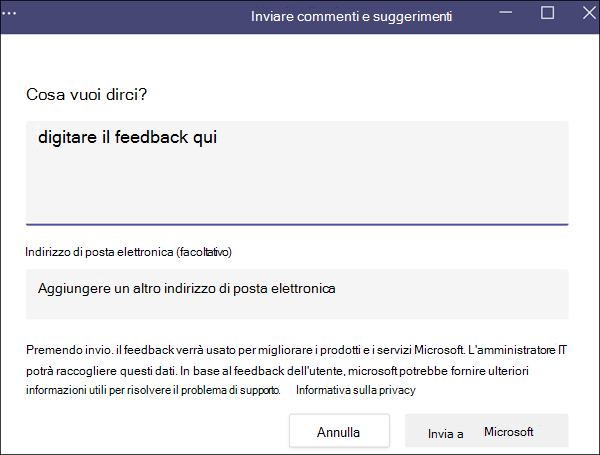 Inviare commenti e suggerimenti
Cosa vuoi dirci?
digitare il feedback qui
Indirizzo di posta elettronica (facoltativo)
Aggiungere un altro indirizzo di posta elettronica
Premendo invio. il feedback verrà usato per migliorare i prodotti e i servizi Microsoft. L'amministratore IT
potrà raccogliere questi dati. In base al feedback dell'utente, microsoft potrebbe fornire ulteriori
informazioni utili per risolvere il problema di supporto. Informativa sulla privacy
Annulla Invia a Microsoft